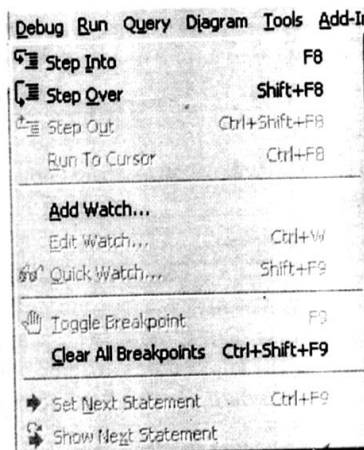 Debug Run Query Diagram Tools Add-I
Step Into F8
Step Over Shift+F8
Step Out Ctrl+Shift+F8
Run To Cursor Ctrl+F8
Add Watch...
Edit Watch... Ctrl+W
Quick Watch... Shift+F9
Toggle Breakpoint F9
Clear All Breakpoints Ctrl+Shift+F9
Set Next Statement Ctrl+F9
Show Next Statement